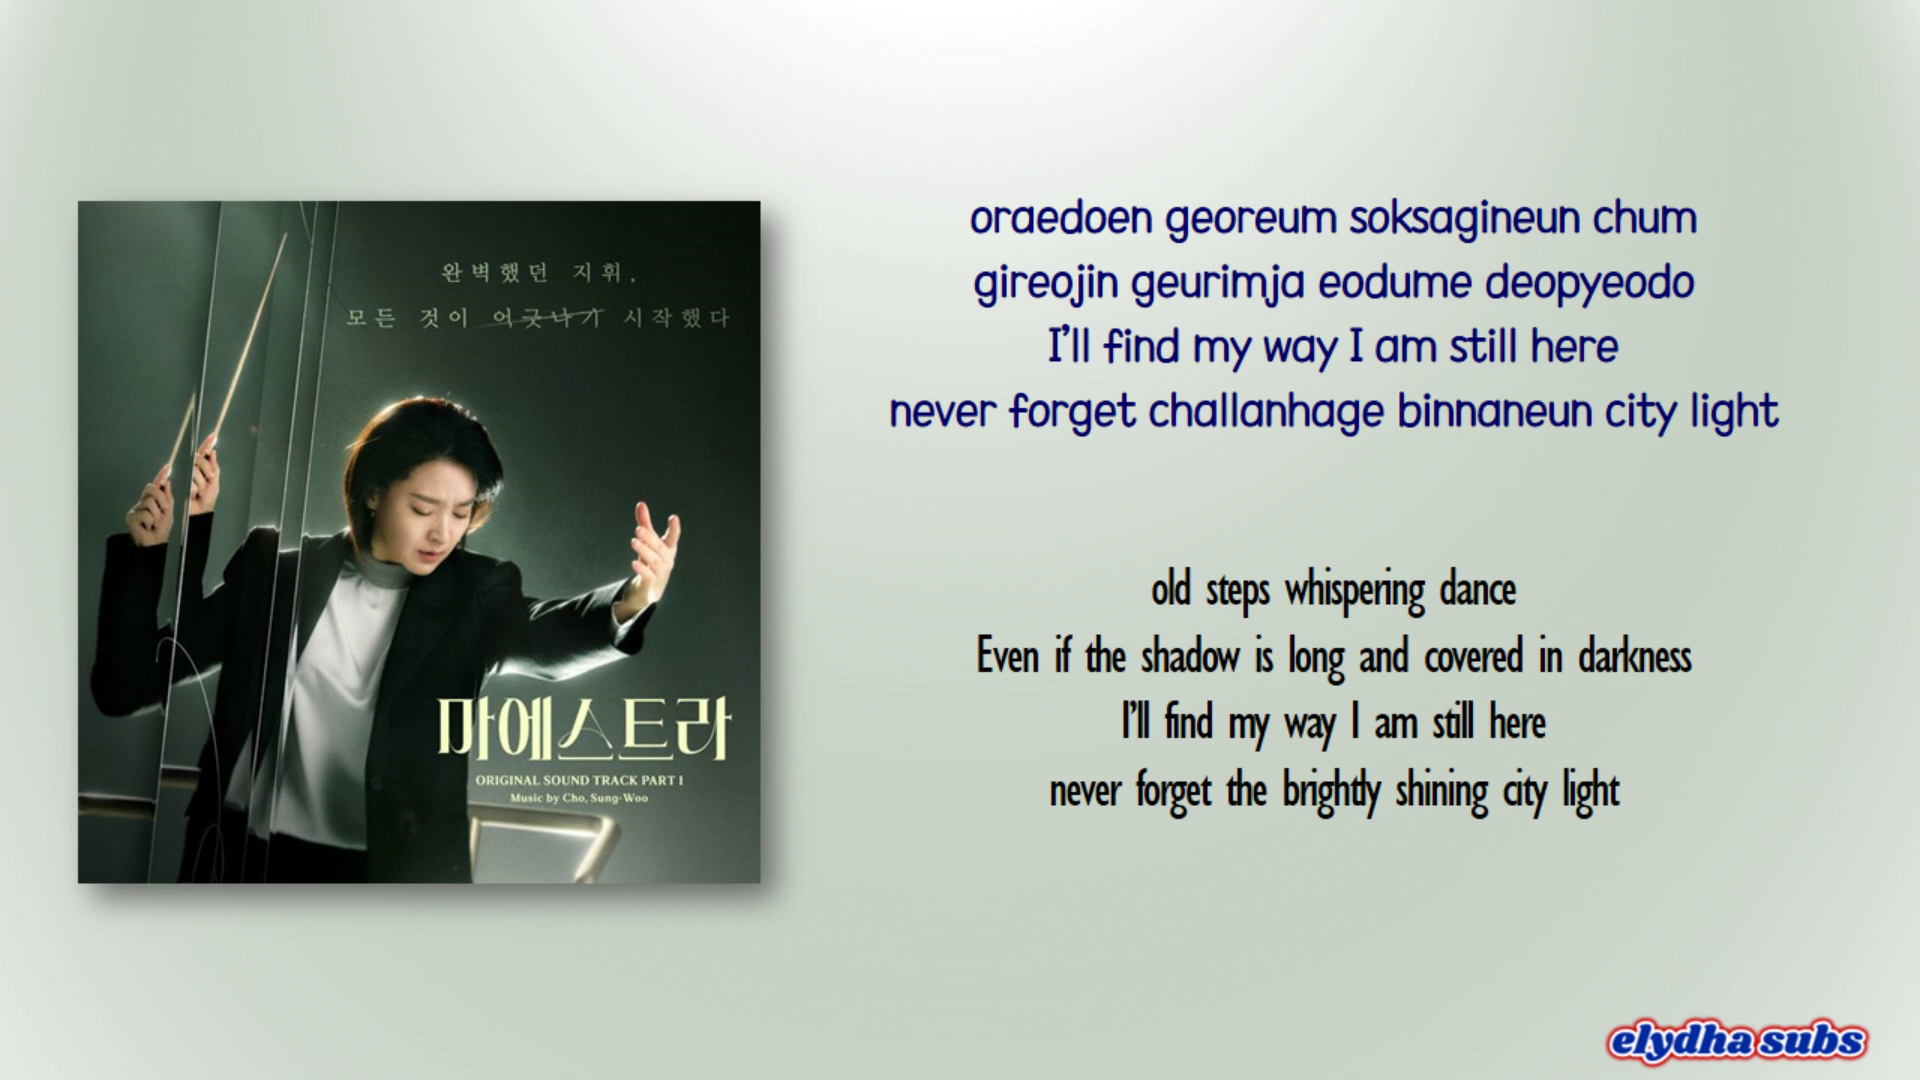 완벽했던 지휘,
모든 것이 어긋나기 시작했다
마에스트라
ORIGINAL SOUND TRACK PART 1
Music by Cho, Sung-Woo
oraedoen georeum soksagineun chum
gireojin geurimja eodume deopyeodo
I'll find my way I am still here
never forget challanhage binnaneun city light
old steps whispering dance
Even if the shadow is long and covered in darkness
I'll find my way I am still here
never forget the brightly shining city light
elydha subs